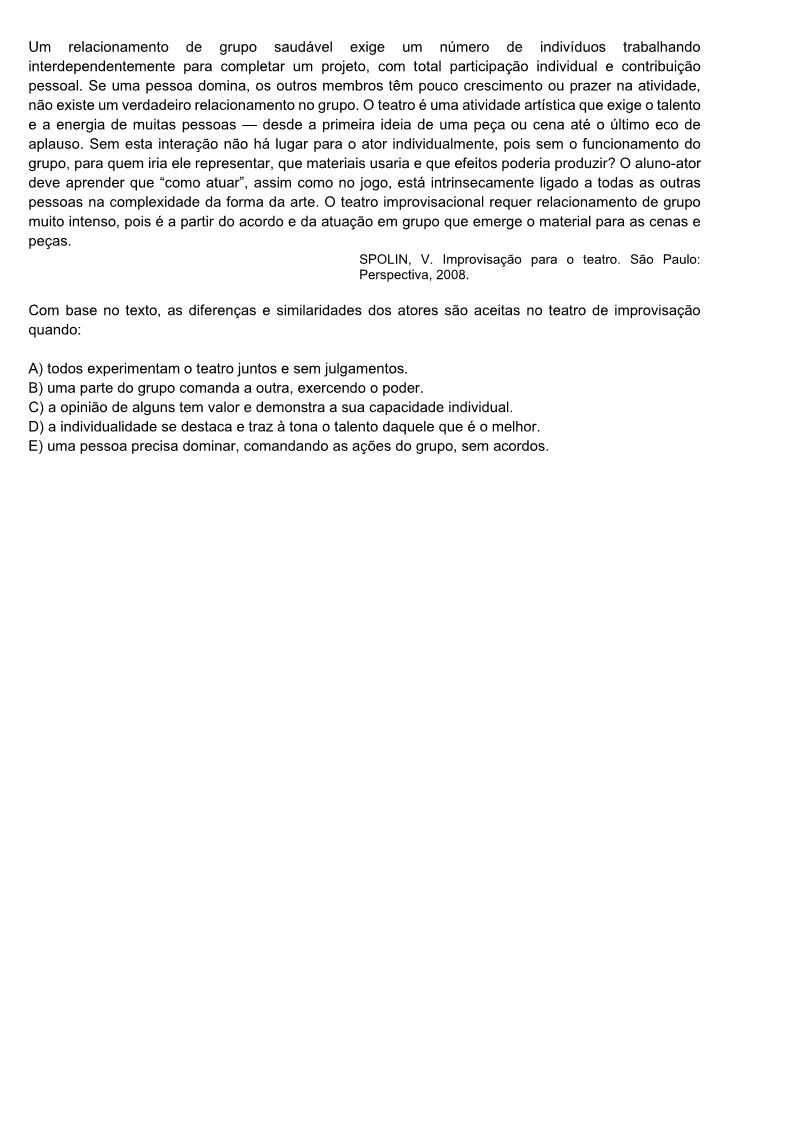 Um relacionamento de grupo saudável exige um número de indivíduos trabalhando
interdependentemente para completar um projeto, com total participação individual e contribuição
pessoal. Se uma pessoa domina, os outros membros têm pouco crescimento ou prazer na atividade,
não existe um verdadeiro relacionamento no grupo. O teatro é uma atividade artística que exige o talento
e a energia de muitas pessoas — desde a primeira ideia de uma peça ou cena até o último eco de
aplauso. Sem esta interação não há lugar para o ator individualmente, pois sem o funcionamento do
grupo, para quem iria ele representar, que materiais usaria e que efeitos poderia produzir? O aluno-ator
deve aprender que “como atuar”, assim como no jogo, está intrinsecamente ligado a todas as outras
pessoas na complexidade da forma da arte. O teatro improvisacional requer relacionamento de grupo
muito intenso, pois é a partir do acordo e da atuação em grupo que emerge o material para as cenas e
peças.
SPOLIN, V. Improvisação para o teatro. São Paulo:
Perspectiva, 2008.
Com base no texto, as diferenças e similaridades dos atores são aceitas no teatro de improvisação
quando:
A) todos experimentam o teatro juntos e sem julgamentos.
B) uma parte do grupo comanda a outra, exercendo o poder.
C) a opinião de alguns tem valor e demonstra a sua capacidade individual.
D) a individualidade se destaca e traz à tona o talento daquele que é o melhor.
E) uma pessoa precisa dominar, comandando as ações do grupo, sem acordos.